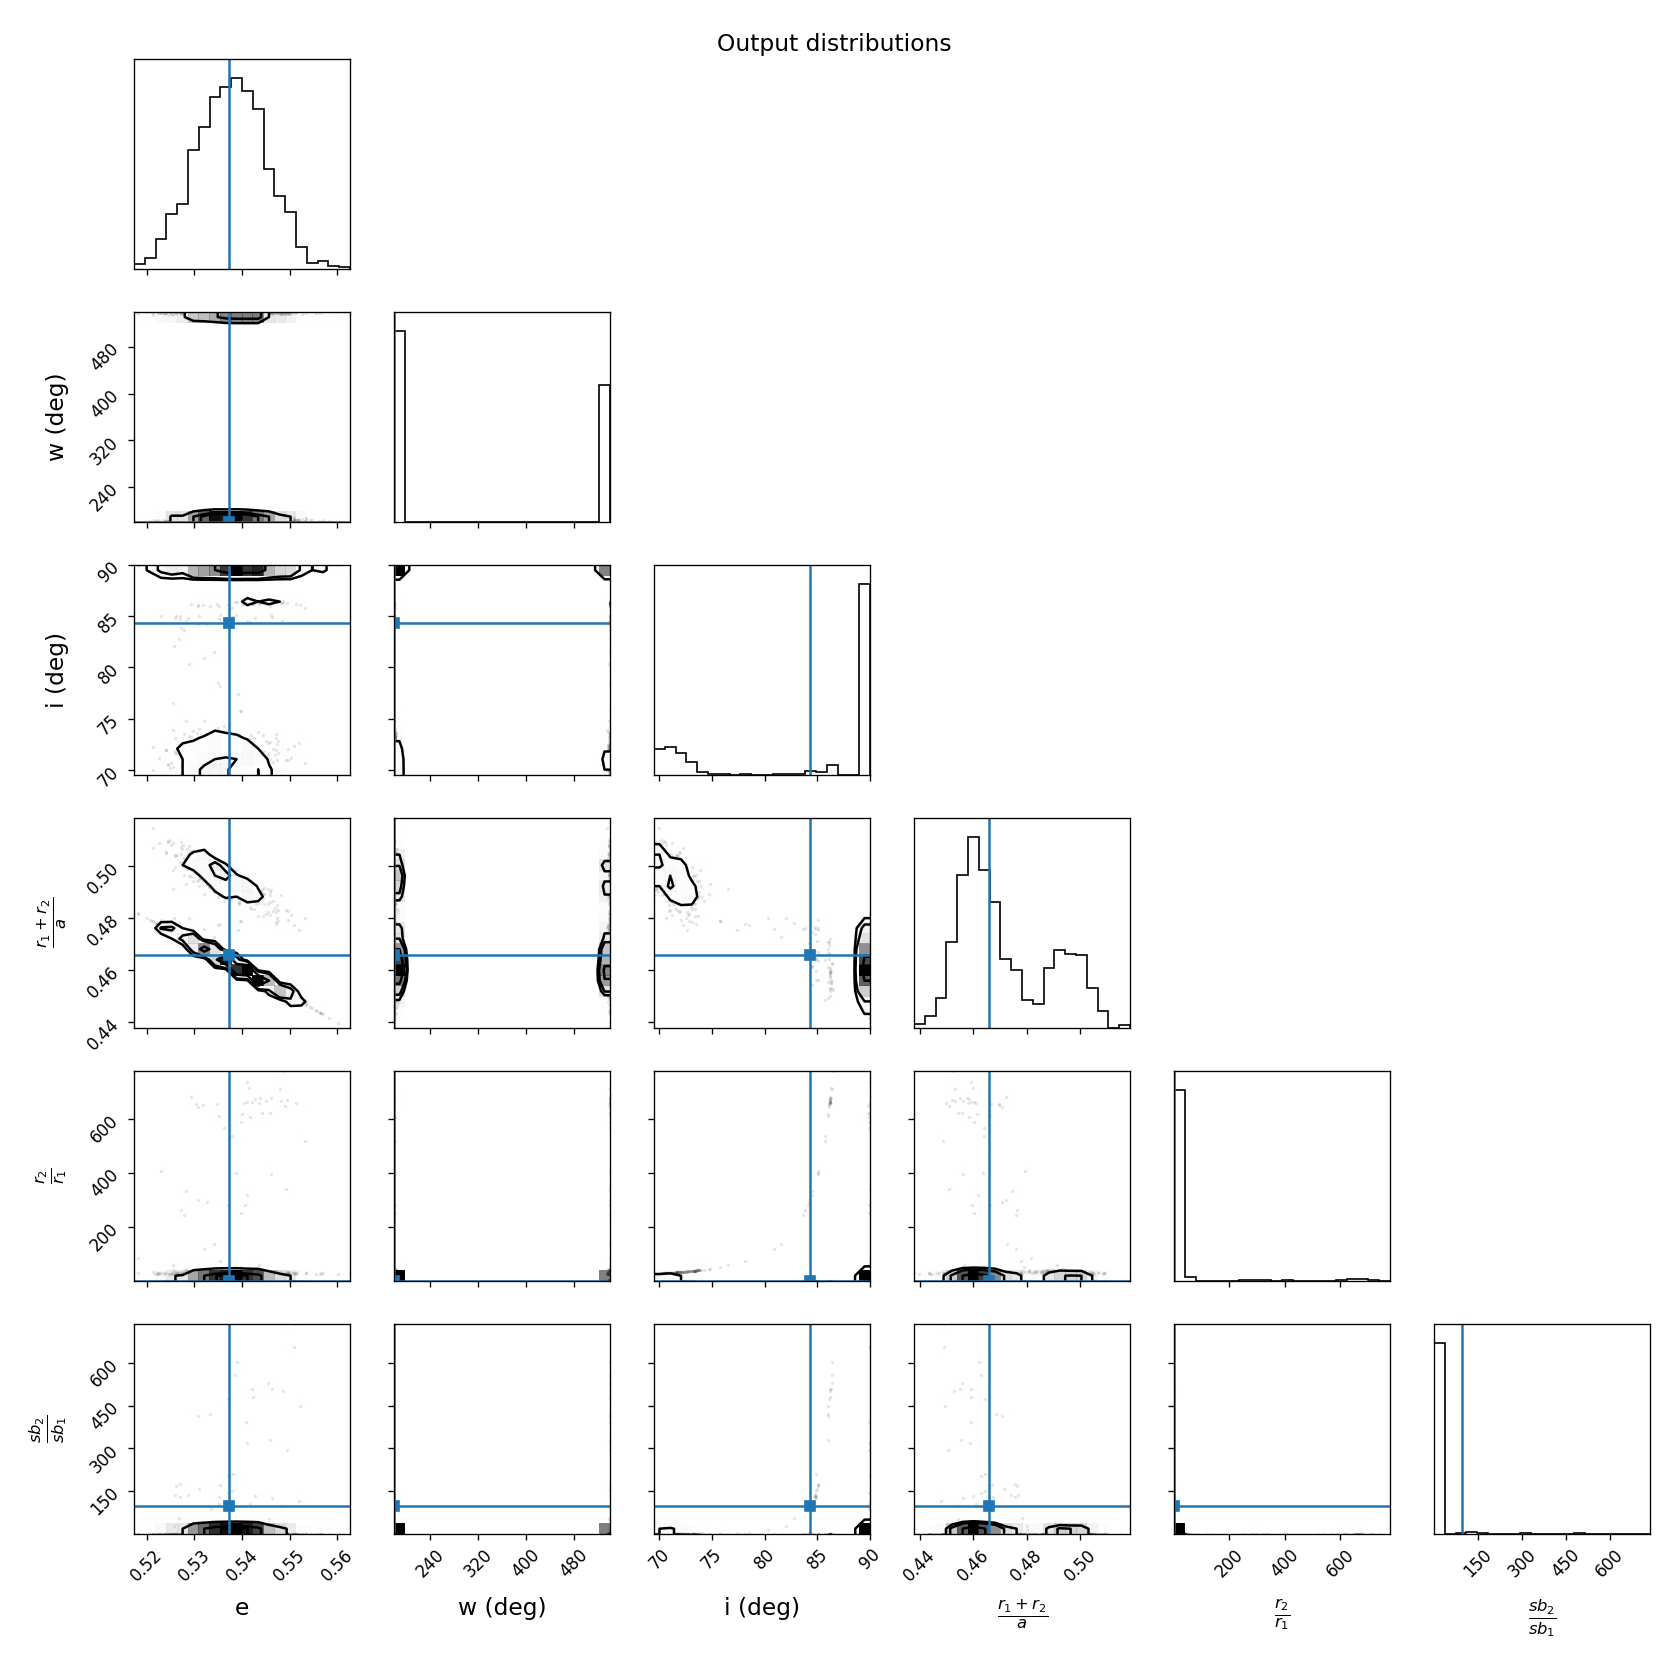 Output distributions
w (deg)
480
400
320
240
i (deg)
90
85
80
75
70
r₁ + r₂ / a
0.50
0.48
0.46
0.44
r₂ / r₁
600
400
200
sb₂ / sb₁
600
450
300
150
0.52 0.53 0.54 0.55 0.56 240 320 400 480 70 75 80 85 90 0.44 0.46 0.48 0.50 200 400 600 150 300 450 600
e w (deg) i (deg) r₁ + r₂ / a r₂ / r₁ sb₂ / sb₁